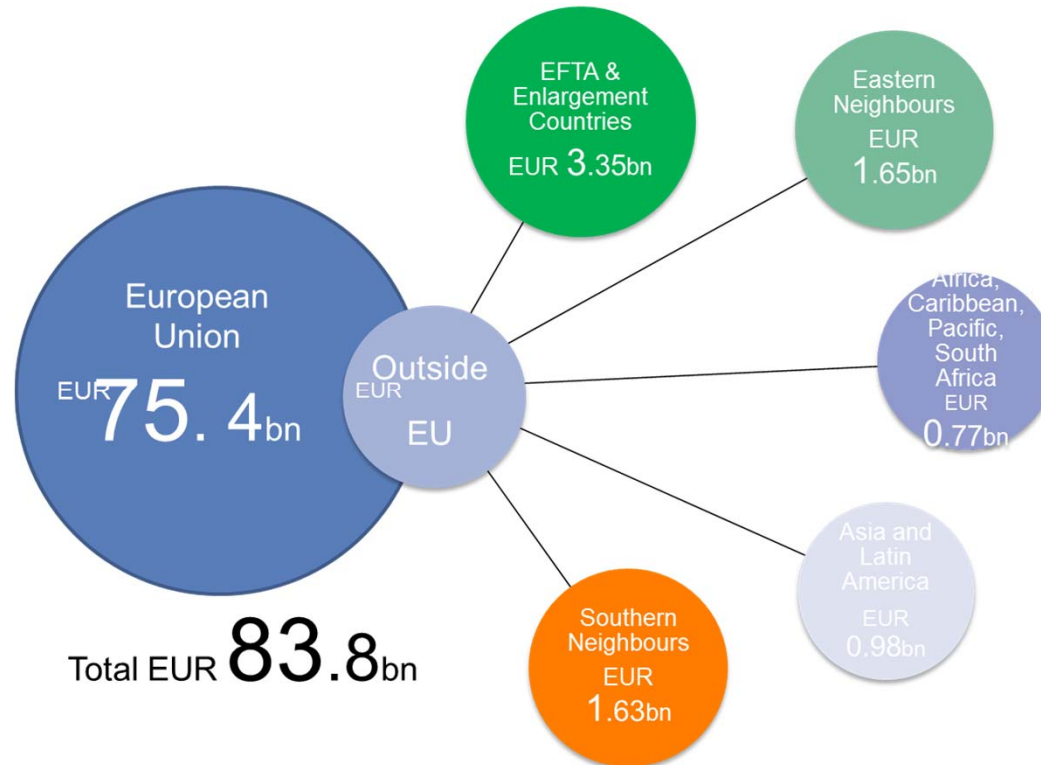 European
Union
EUR 75. 4bn
Total EUR 83.8bn
Outside
EUR
EU
EFTA &
Enlargement
Countries
EUR 3.35bn
Eastern
Neighbours
EUR
1.65bn
Africa,
Caribbean,
Pacific,
South
Africa
EUR
0.77bn
Asia and
Latin
America
EUR
0.98bn
Southern
Neighbours
EUR
1.63bn